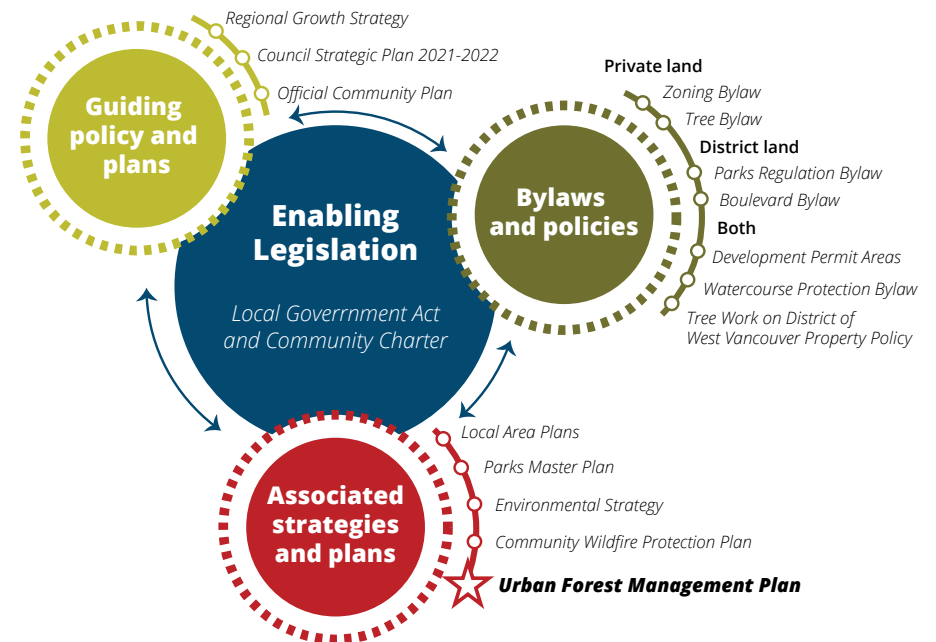 Regional Growth Strategy
Council Strategic Plan 2021-2022
Official Community Plan
Guiding
policy and
plans
Enabling
Legislation
Local Goverrnment Act
and Community Charter
Private land
Zoning Bylaw
Tree Bylaw
District land
Parks Regulation Bylaw
Boulevard Bylaw
Both
Development Permit Areas
Watercourse Protection Bylaw
Tree Work on District of
West Vancouver Property Policy
Bylaws
and policies
Associated
strategies
and plans
Local Area Plans
Parks Master Plan
Environmental Strategy
Community Wildfire Protection Plan
Urban Forest Management Plan